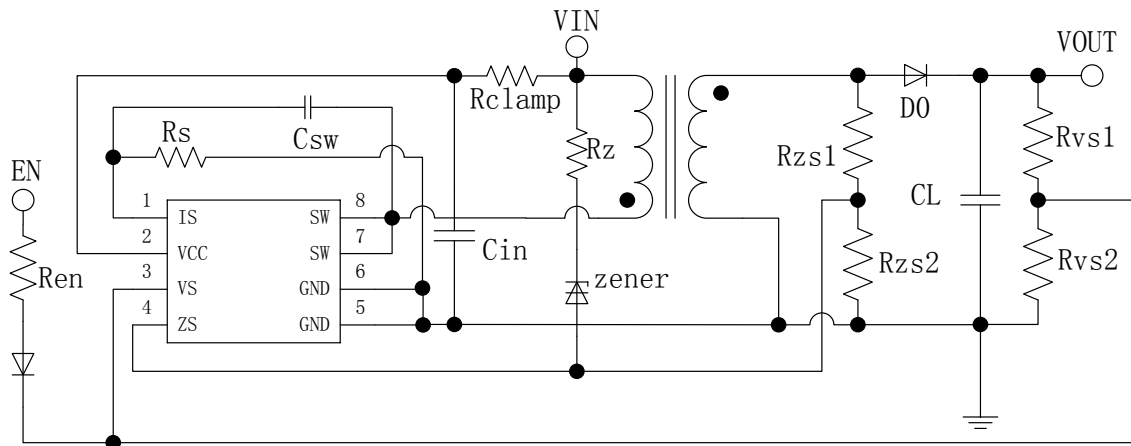 VIN
VOUT
Rclamp
D0
Csw
Rs
Rz
Rzs1
Rvs1
EN
1 IS SW 8
2 VCC SW 7
3 VS GND 6
4 ZS GND 5
Ren
Cin
zener
CL
Rzs2
Rvs2